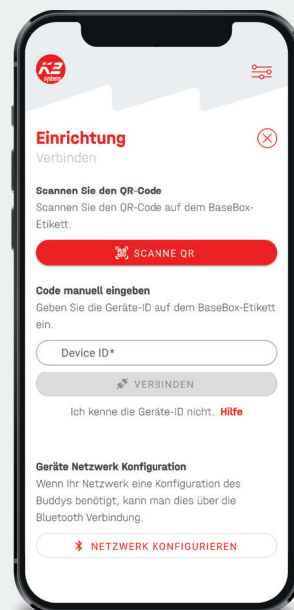 K2
systems
Einrichtung
Verbinden
Scannen Sie den QR-Code
Scannen Sie den QR-Code auf dem BaseBox-
Etikett.
SCANNE QR
Code manuell eingeben
Geben Sie die Geräte-ID auf dem BaseBox-Etikett
ein.
Device ID*
VERBINDEN
Ich kenne die Geräte-ID nicht. Hilfe
Geräte Netzwerk Konfiguration
Wenn Ihr Netzwerk eine Konfiguration des
Buddys benötigt, kann man dies über die
Bluetooth Verbindung.
NETZWERK KONFIGURIEREN